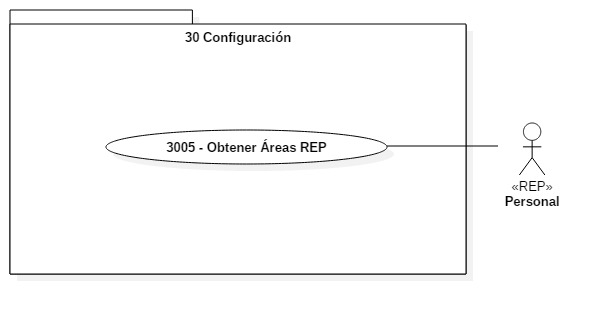 30 Configuración
3005 - Obtener Áreas REP
«REP»
Personal